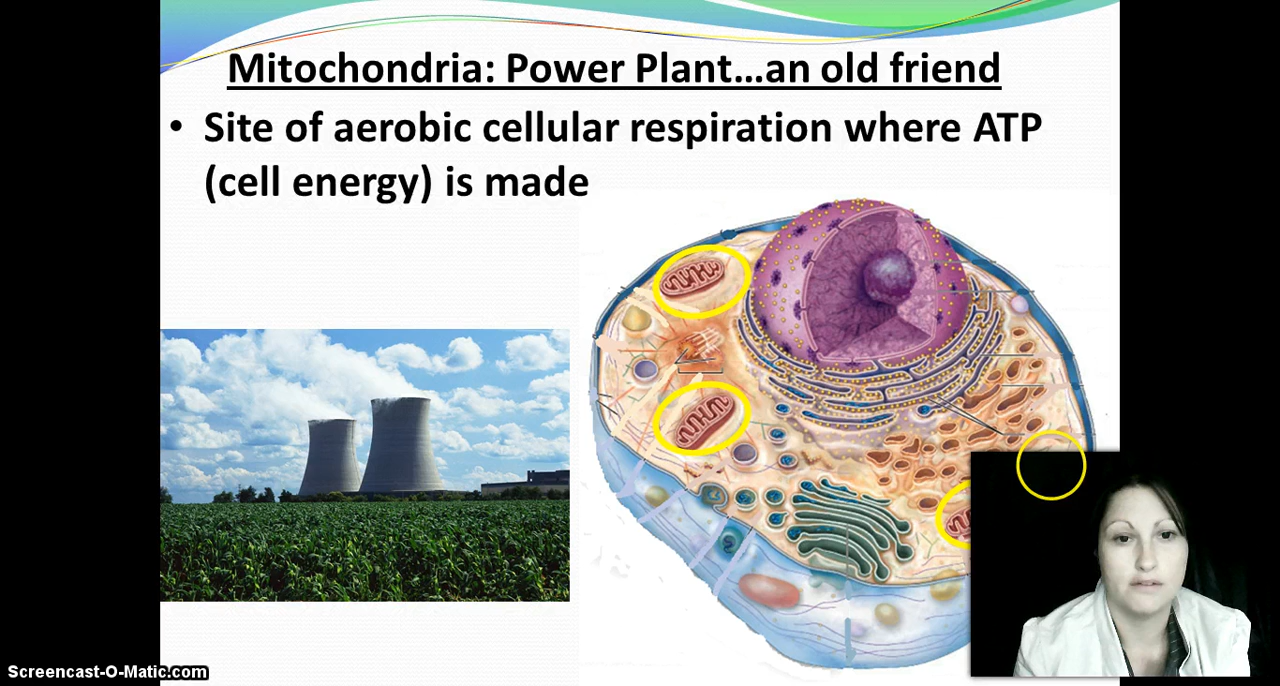 Mitochondria: Power Plant...an old friend
• Site of aerobic cellular respiration where ATP
(cell energy) is made
Screencast-O-Matic.com